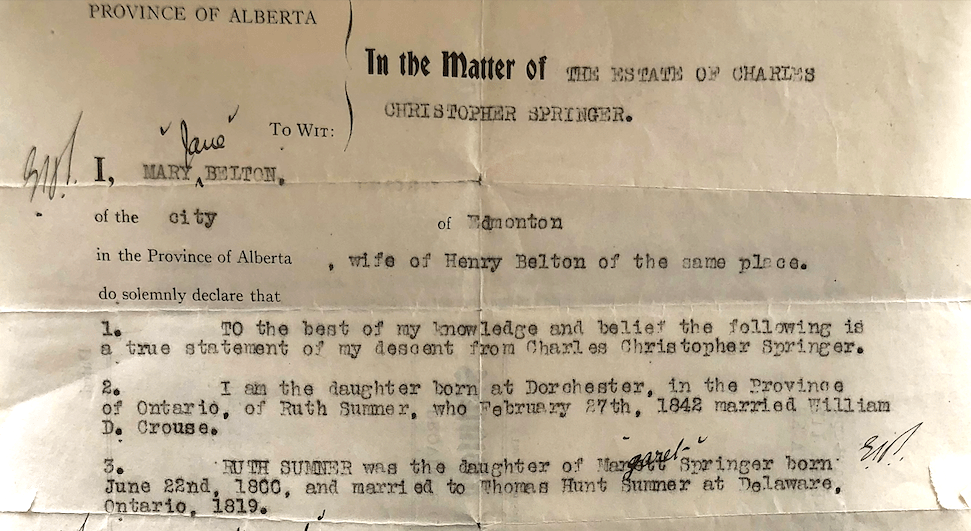 PROVINCE OF ALBERTA
In the Matter of THE ESTATE OF CHARLES
CHRISTOPHER SPRINGER.
To Wit:
"Jane"
I, MARY ^ BELTON,
of the city of Edmonton
in the Province of Alberta , wife of Henry Belton of the same place.
do solemnly declare that
1. TO the best of my knowledge and belief the following is
a true statement of my descent from Charles Christopher Springer.
2. I am the daughter born at Dorchester, in the Province
of Ontario, of Ruth Sumner, who February 27th, 1842 married William
D. Crouse.
"garet"
3. RUTH SUMNER was the daughter of Springer born
June 22nd, 1800, and married to Thomas Hunt Sumner at Delaware,
Ontario, 1819.